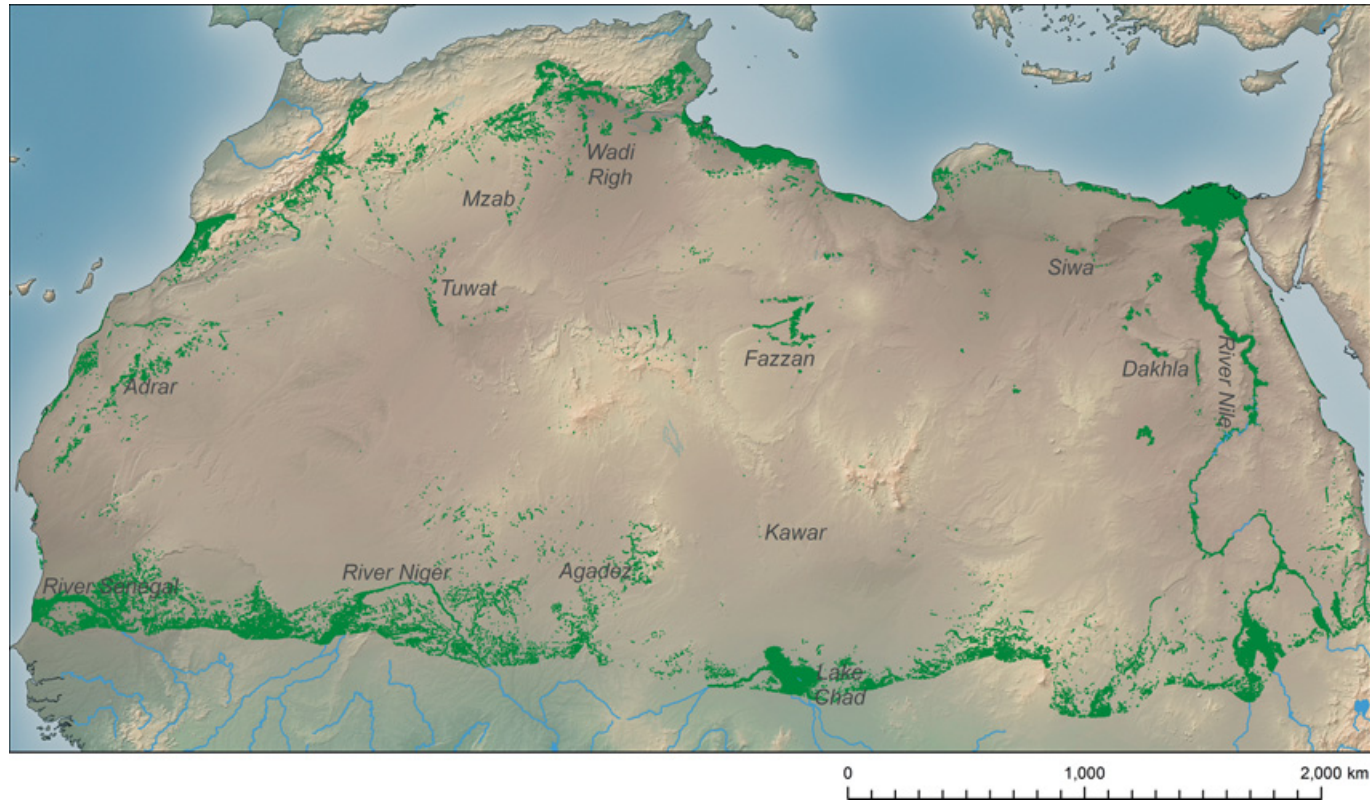 Wadi
Righ
Mzab
Siwa
Tuwat
Fazzan
Dakhla
River Nile
Adrar
Kawar
Agadez
River Niger
River Senegal
Lake
Chad
0 1,000 2,000 km